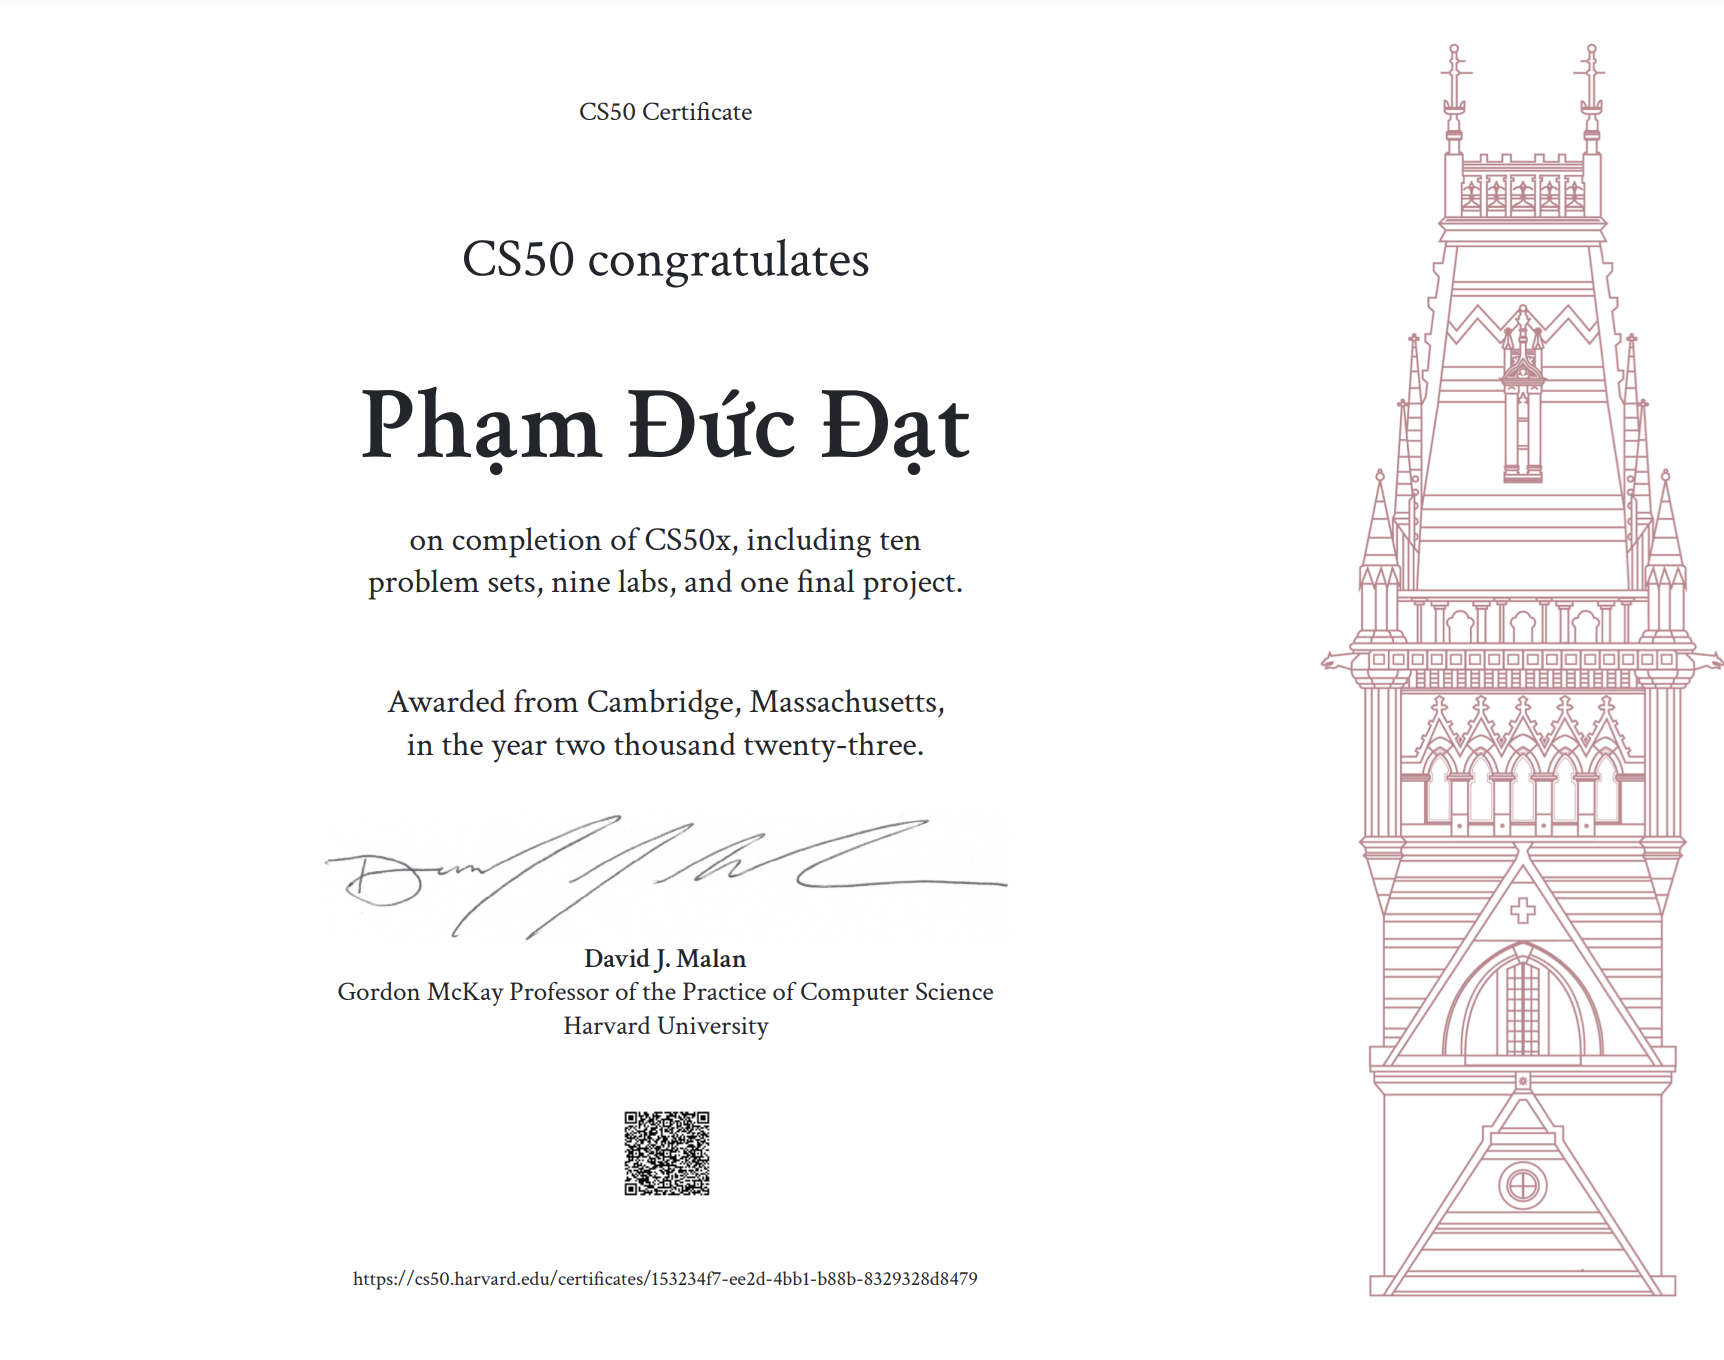 CS50 Certificate
CS50 congratulates
Phạm Đức Đạt
on completion of CS50x, including ten
problem sets, nine labs, and one final project.
Awarded from Cambridge, Massachusetts,
in the year two thousand twenty-three.
David J. Malan
Gordon McKay Professor of the Practice of Computer Science
Harvard University
https://cs50.harvard.edu/certificates/153234f7-ee2d-4bb1-b88b-8329328d8479